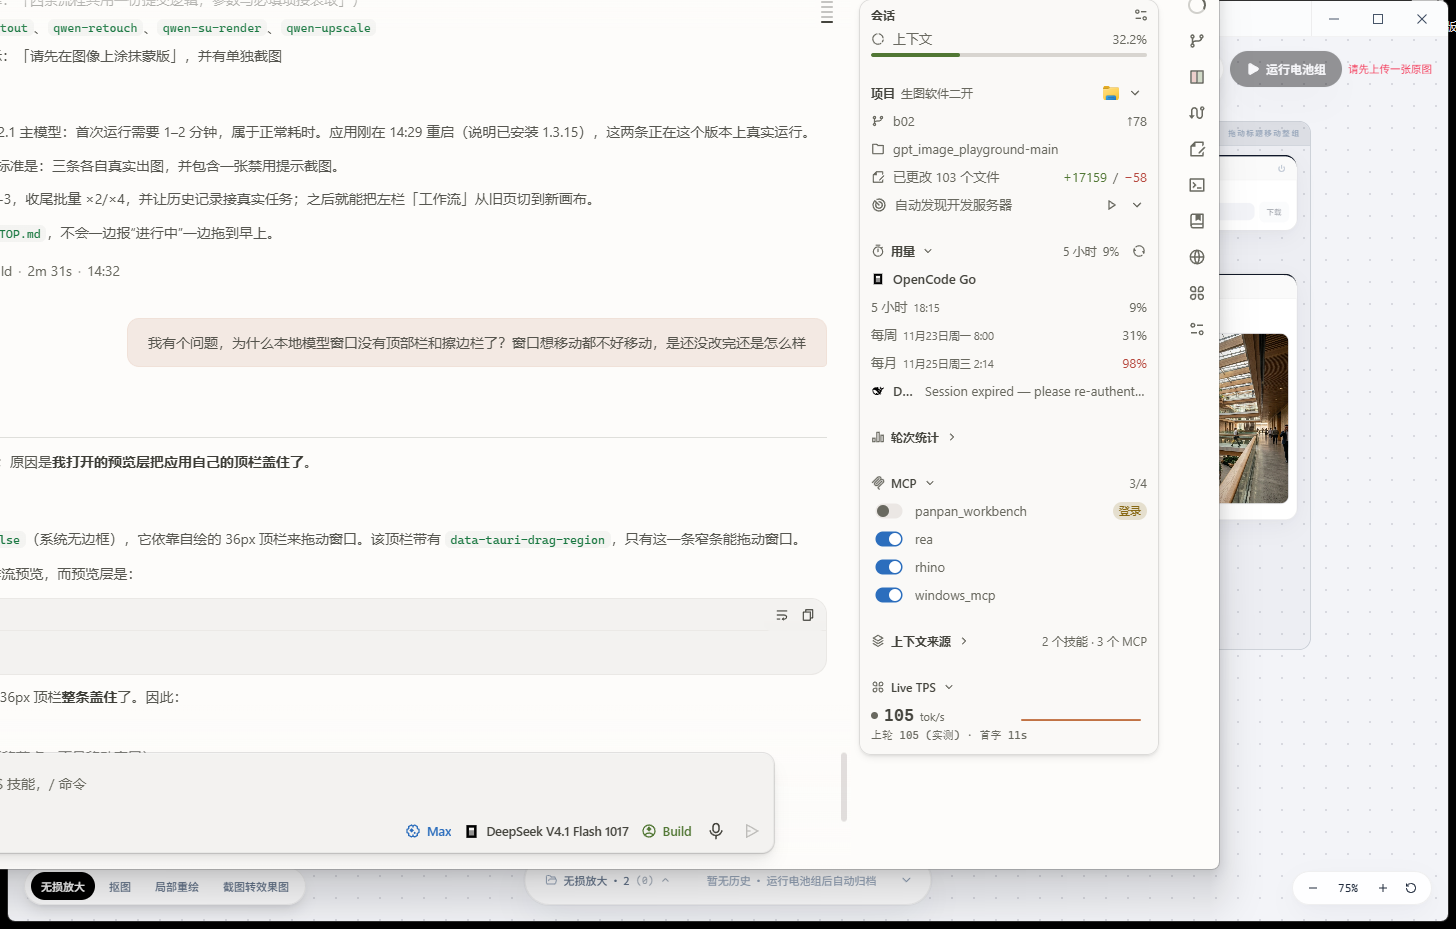 tout 、 qwen-retouch 、 qwen-su-render 、 qwen-upscale
：「请先在图像上涂抹蒙版」，并有单独截图
2.1 主模型：首次运行需要 1–2 分钟，属于正常耗时。应用刚在 14:29 重启（说明已安装 1.3.15），这两条正在这个版本上真实运行。
标准是：三条各自真实出图，并包含一张禁用提示截图。
-3，收尾批量 ×2/×4，并让历史记录接真实任务；之后就能把左栏「工作流」从旧页切到新画布。
TOP.md ，不会一边报“进行中”一边拖到早上。
ld · 2m 31s · 14:32
我有个问题，为什么本地模型窗口没有顶部栏和擦边栏了？窗口想移动都不好移动，是还没改完还是怎么样
：原因是我打开的预览层把应用自己的顶栏盖住了。
lse （系统无边框），它依靠自绘的 36px 顶栏来拖动窗口。该顶栏带有 data-tauri-drag-region ，只有这一条窄条能拖动窗口。
流预览，而预览层是：
36px 顶栏整条盖住了。因此：
技能，/ 命令
Max DeepSeek V4.1 Flash 1017 Build
会话
上下文 32.2%
项目 生图软件二开
b02 ↑78
gpt_image_playground-main
已更改 103 个文件 +17159 / −58
自动发现开发服务器
用量 5 小时 9%
OpenCode Go
5 小时 18:15 9%
每周 11月23日周一 8:00 31%
每月 11月25日周三 2:14 98%
D... Session expired — please re-authent...
轮次统计
MCP 3/4
panpan_workbench 登录
rea
rhino
windows_mcp
上下文来源 2 个技能 · 3 个 MCP
Live TPS
105 tok/s
上轮 105 (实测) · 首字 11s
运行电池组 请先上传一张原图
拖动标题移动整组
下载
无损放大 抠图 局部重绘 截图转效果图
无损放大 · 2 (0) 暂无历史 · 运行电池组后自动归档
− 75% +